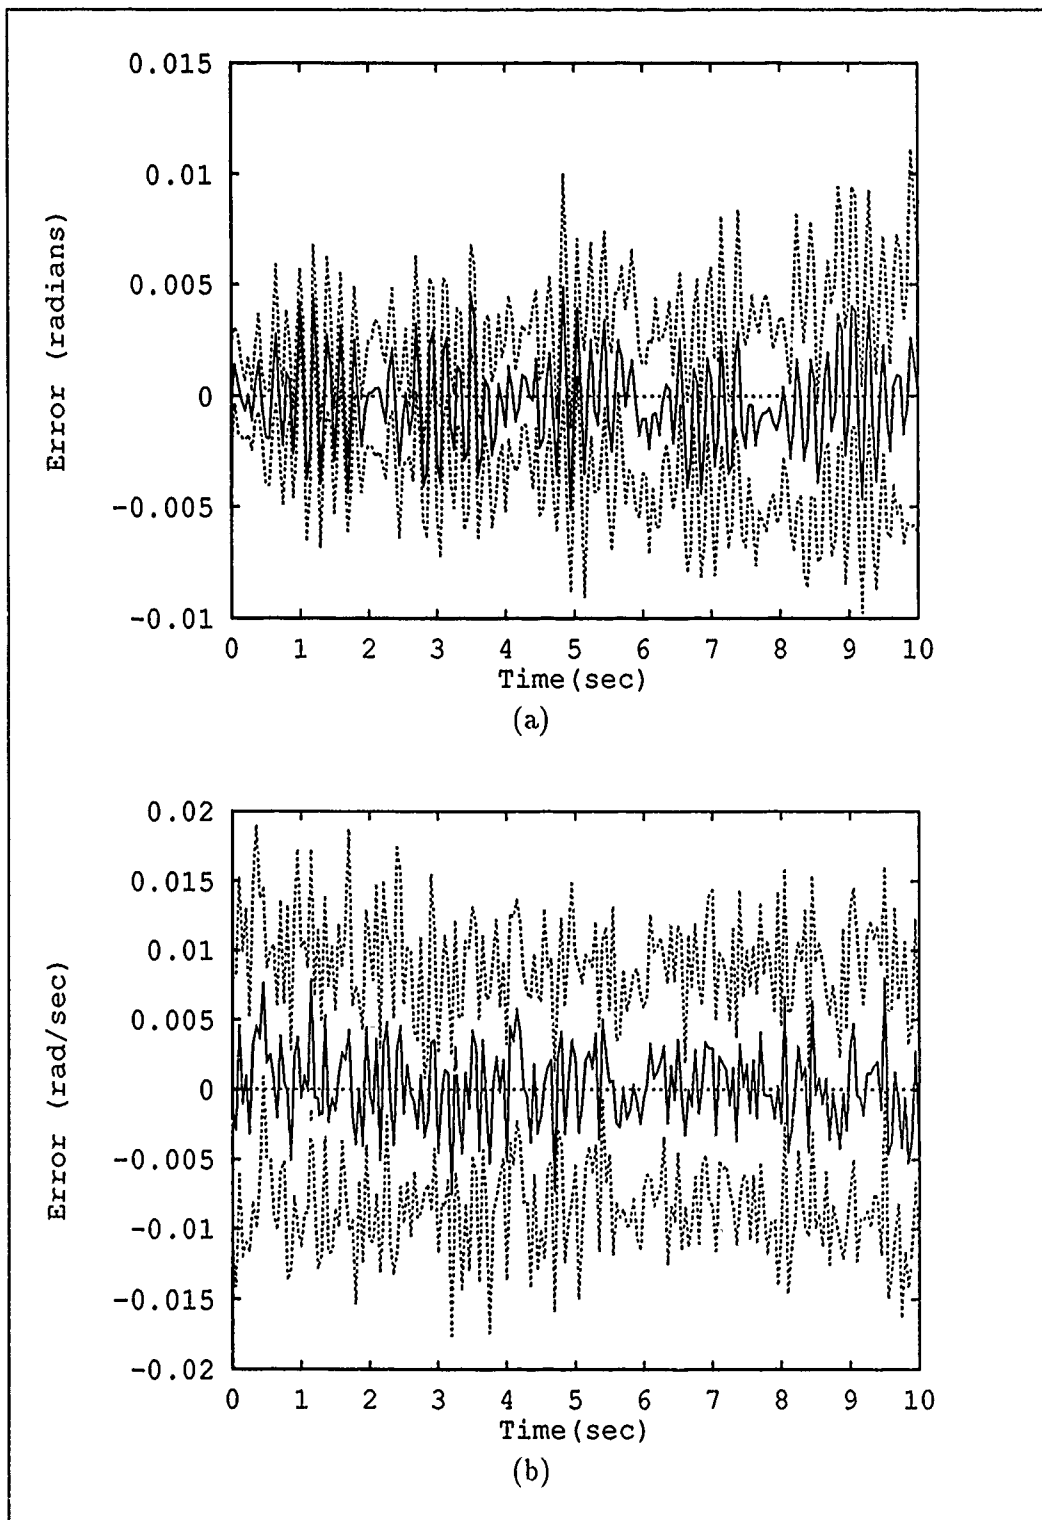 0.015
0.01
0.005
0
-0.005
-0.01
Error (radians)
0 1 2 3 4 5 6 7 8 9 10
Time(sec)
(a)
0.02
0.015
0.01
0.005
0
-0.005
-0.01
-0.015
-0.02
Error (rad/sec)
0 1 2 3 4 5 6 7 8 9 10
Time(sec)
(b)